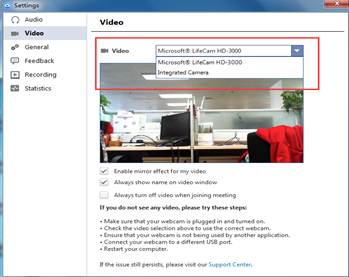 Settings
Audio
Video
General
Feedback
Recording
Statistics
Video
Video
Microsoft® LifeCam HD-3000
Microsoft® LifeCam HD-3000
Integrated Camera
Enable mirror effect for my video
Always show name on video window
Always turn off video when joining meeting
If you do not see any video, please try these steps:
• Make sure that your webcam is plugged in and turned on.
• Check the video selection above to use the correct webcam.
• Ensure that your webcam is not being used by another application.
• Connect your webcam to a different USB port.
• Restart your computer.
If the issue still persists, please visit our Support Center.